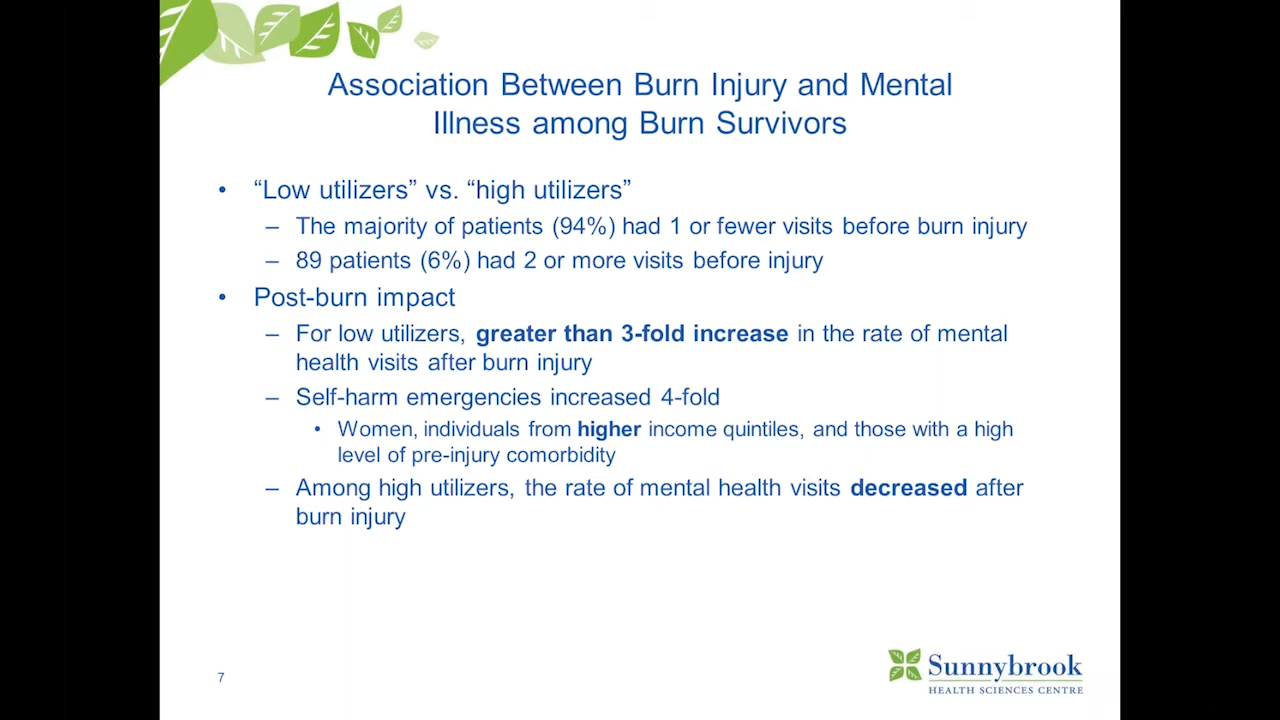 Association Between Burn Injury and Mental
Illness among Burn Survivors
• “Low utilizers” vs. “high utilizers”
– The majority of patients (94%) had 1 or fewer visits before burn injury
– 89 patients (6%) had 2 or more visits before injury
• Post-burn impact
– For low utilizers, greater than 3-fold increase in the rate of mental
health visits after burn injury
– Self-harm emergencies increased 4-fold
• Women, individuals from higher income quintiles, and those with a high
level of pre-injury comorbidity
– Among high utilizers, the rate of mental health visits decreased after
burn injury
7
Sunnybrook
HEALTH SCIENCES CENTRE